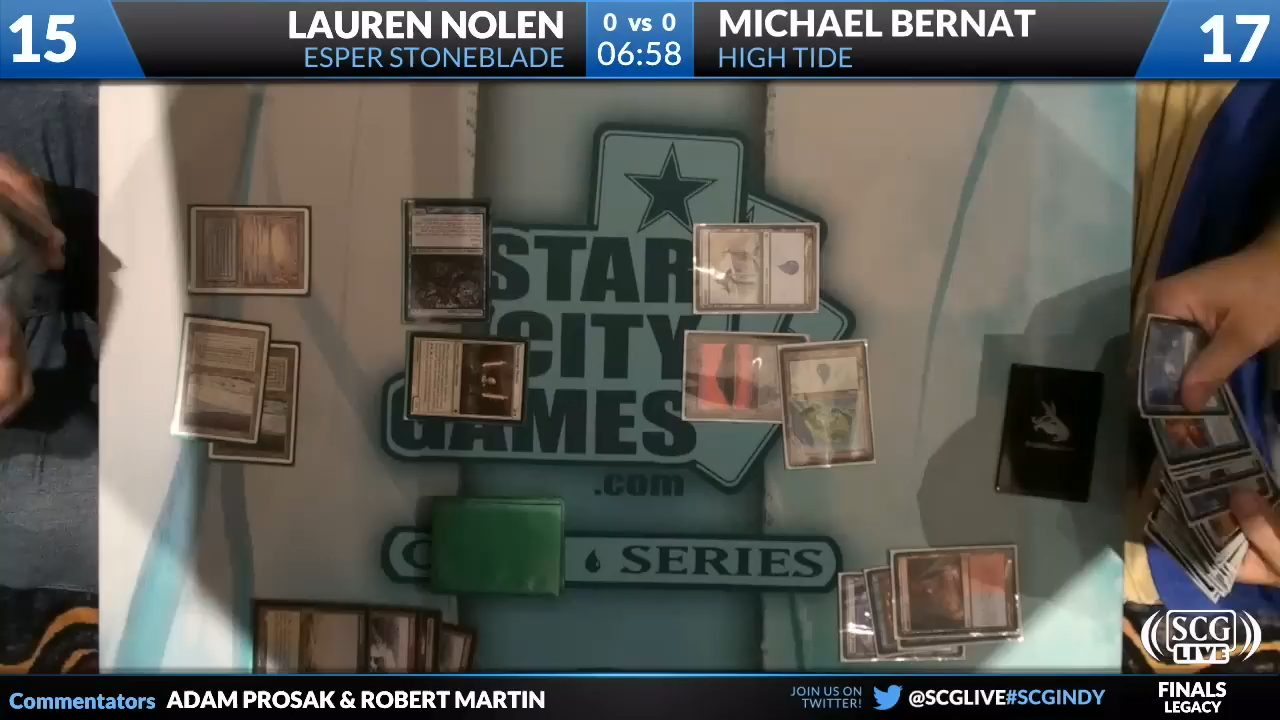 15
LAUREN NOLEN
ESPER STONEBLADE
0 vs 0
06:58
MICHAEL BERNAT
HIGH TIDE
17
STAR
CITY
GAMES
.com
SERIES
SCG
LIVE
Commentators ADAM PROSAK & ROBERT MARTIN
JOIN US ON
TWITTER!
@SCGLIVE#SCGINDY
FINALS
LEGACY